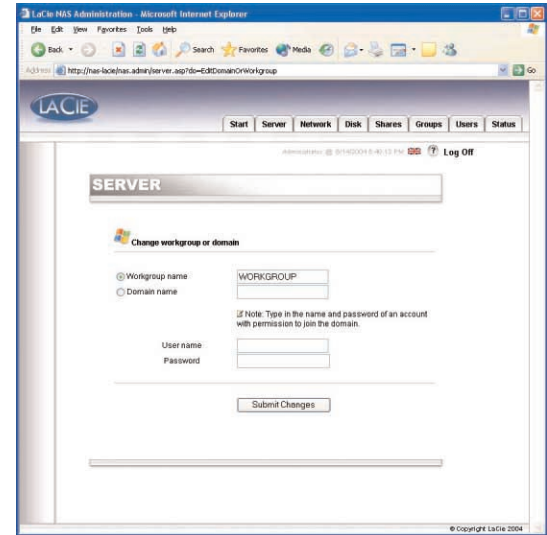 LaCie NAS Administration - Microsoft Internet Explorer
File Edit View Favorites Tools Help
Back Search Favorites Media
Address http://nas-lacie/nas.admin/server.asp?do=EditDomainOrWorkgroup Go
LACIE
Start Server Network Disk Shares Groups Users Status
Log Off
SERVER
Change workgroup or domain
Workgroup name WORKGROUP
Domain name
Note: Type in the name and password of an account
with permission to join the domain.
User name
Password
Submit Changes
© Copyright LaCie 2004